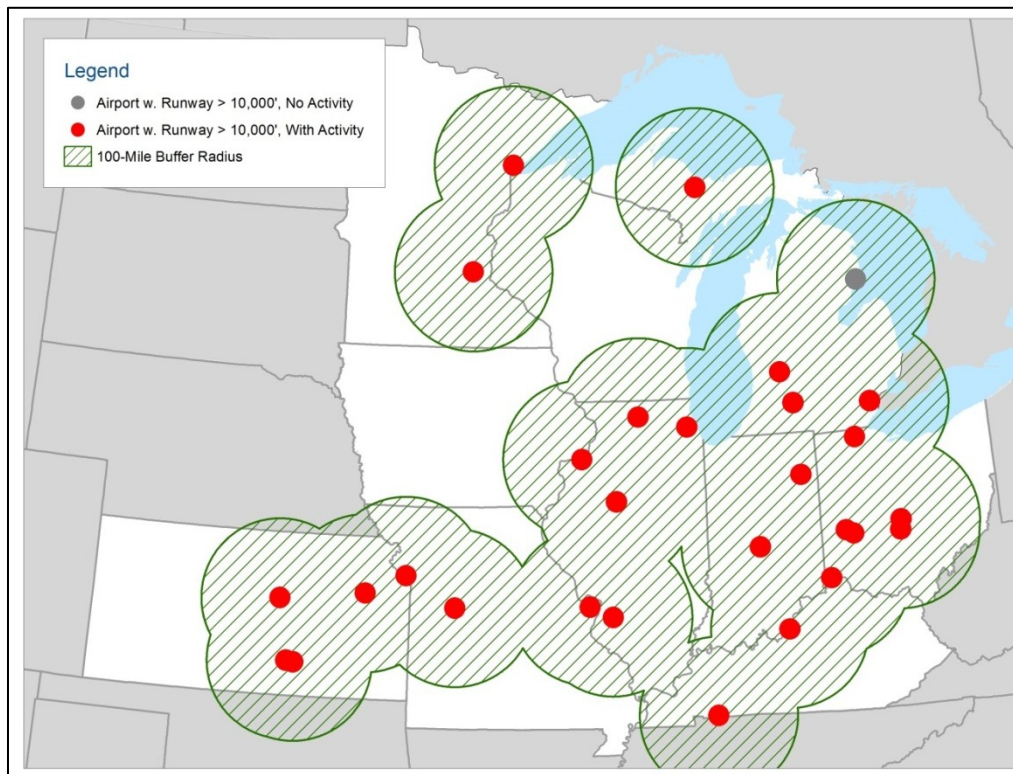 Legend
Airport w. Runway > 10,000', No Activity
Airport w. Runway > 10,000', With Activity
100-Mile Buffer Radius